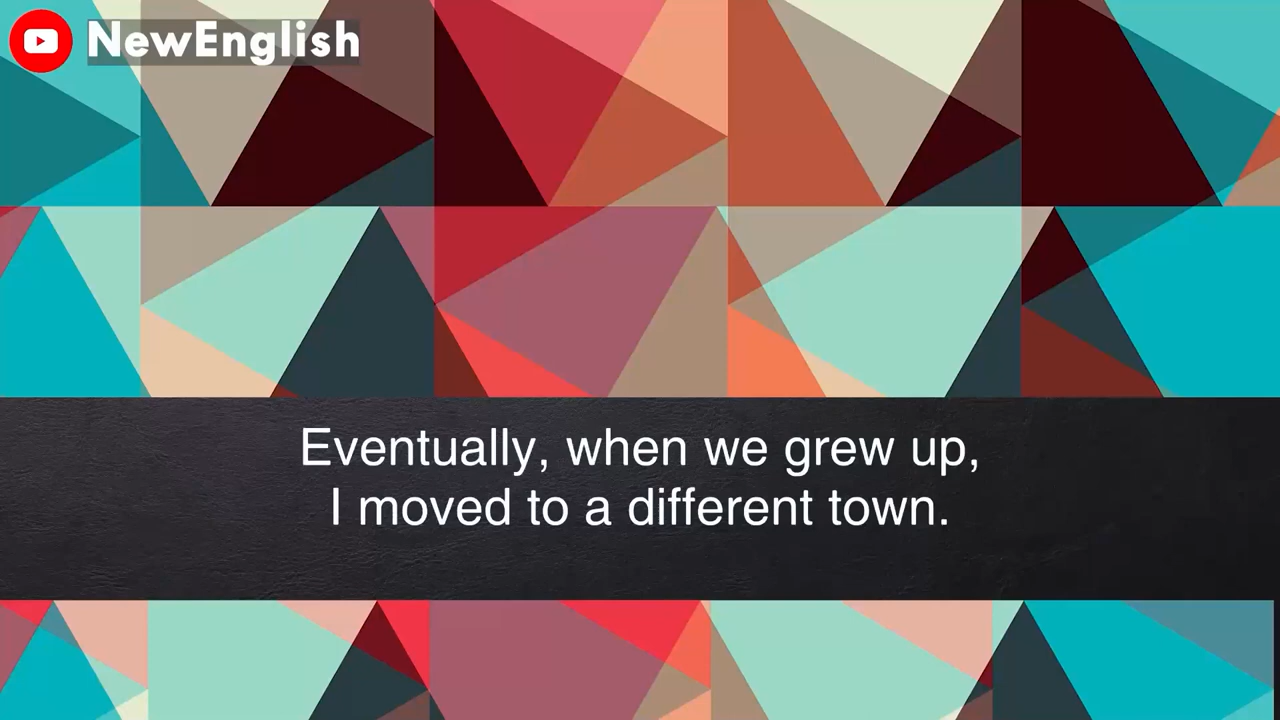 NewEnglish
Eventually, when we grew up,
I moved to a different town.